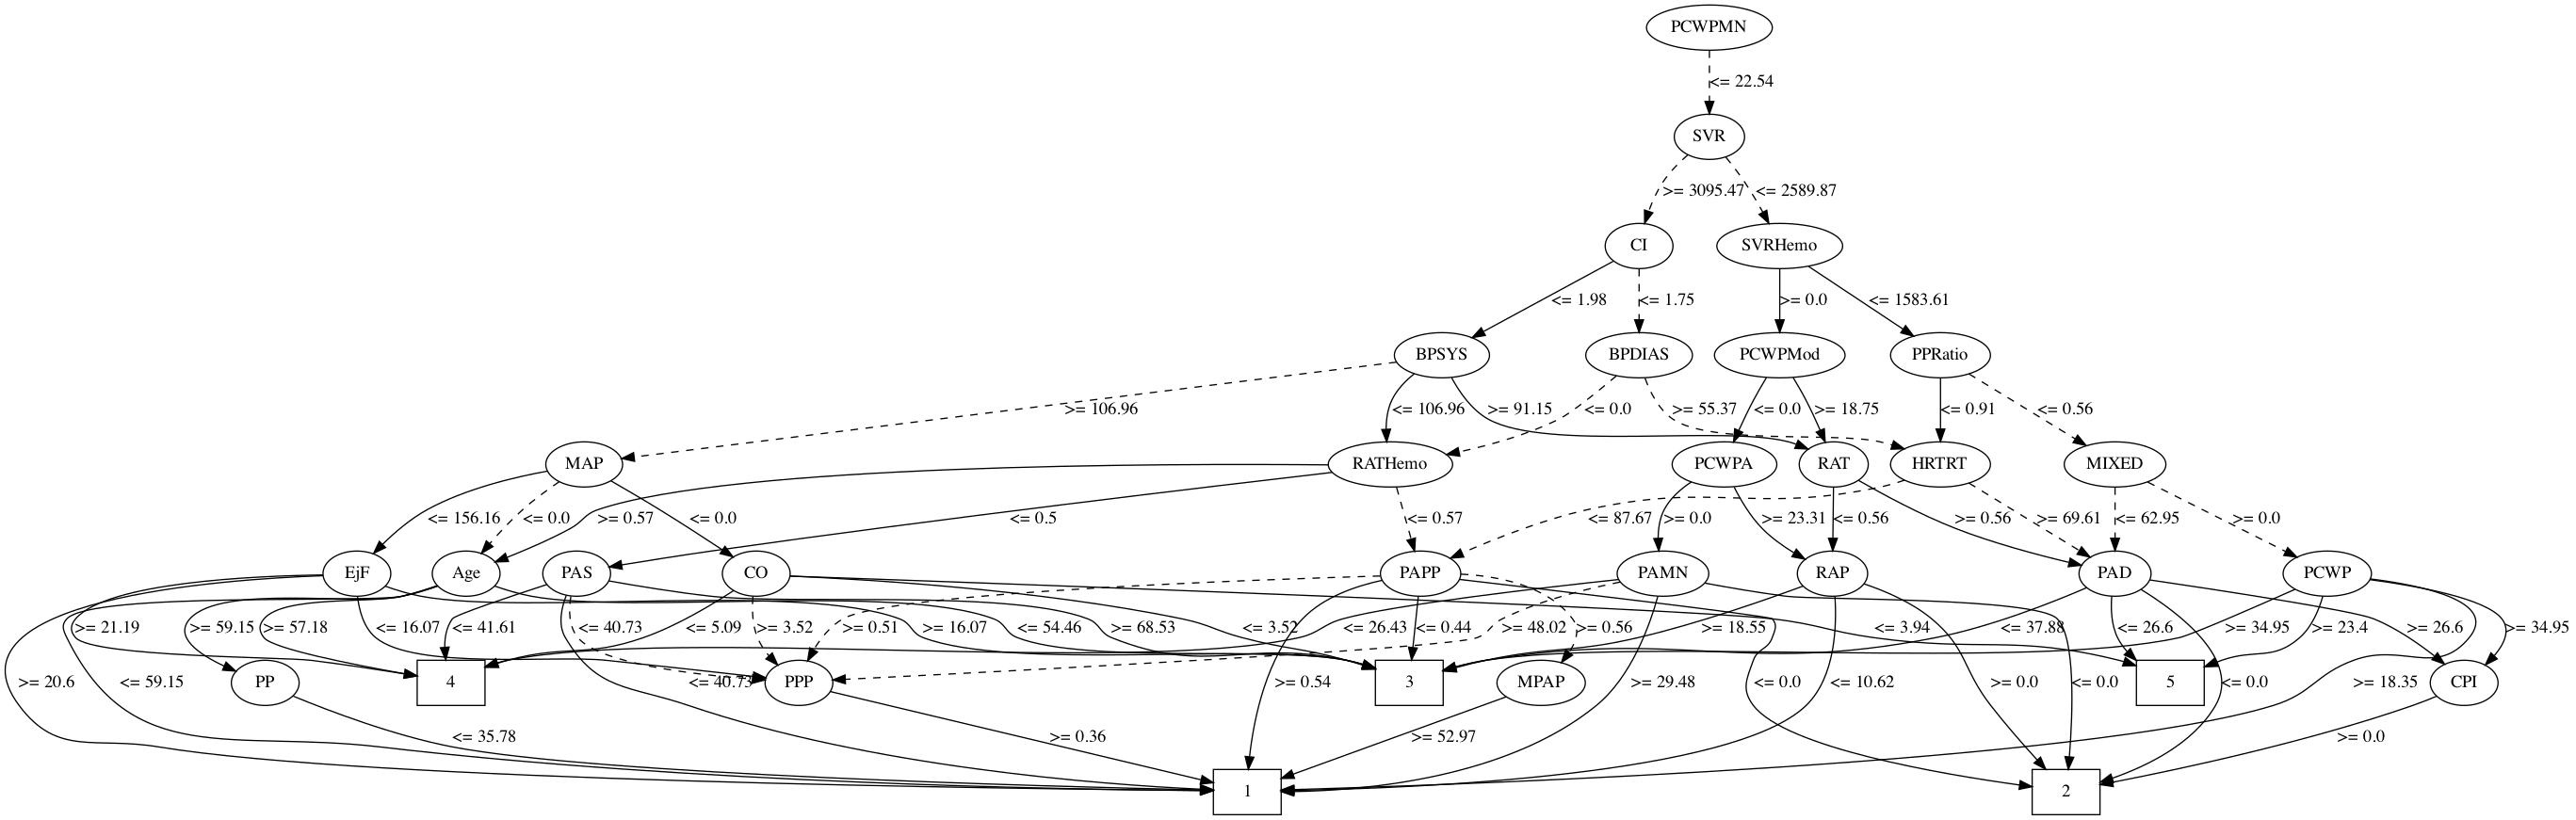 PCWPMN
<= 22.54
SVR
>= 3095.47 <= 2589.87
CI SVRHemo
<= 1.98 <= 1.75 >= 0.0 <= 1583.61
BPSYS BPDIAS PCWPMod PPRatio
>= 106.96 <= 106.96 >= 91.15 <= 0.0 >= 55.37 <= 0.0 >= 18.75 <= 0.91 <= 0.56
MAP RATHemo PCWPA RAT HRTRT MIXED
<= 156.16 <= 0.0 >= 0.57 <= 0.0 <= 0.5 <= 0.57 <= 87.67 >= 0.0 >= 23.31 <= 0.56 >= 0.56 >= 69.61 <= 62.95 >= 0.0
EjF Age PAS CO PAPP PAMN RAP PAD PCWP
>= 21.19 >= 59.15 >= 57.18 <= 16.07 <= 41.61 <= 40.73 <= 5.09 >= 3.52 >= 0.51 >= 16.07 <= 54.46 >= 68.53 <= 3.52 <= 26.43 <= 0.44 >= 48.02 >= 0.56 >= 18.55 <= 3.94 <= 37.88 <= 26.6 >= 34.95 >= 23.4 >= 26.6 >= 34.95
>= 20.6 <= 59.15 PP 4 <= 40.73 PPP >= 0.54 3 MPAP >= 29.48 <= 0.0 <= 10.62 >= 0.0 <= 0.0 5 <= 0.0 >= 18.35 CPI
<= 35.78 >= 0.36 >= 52.97 >= 0.0
1 2